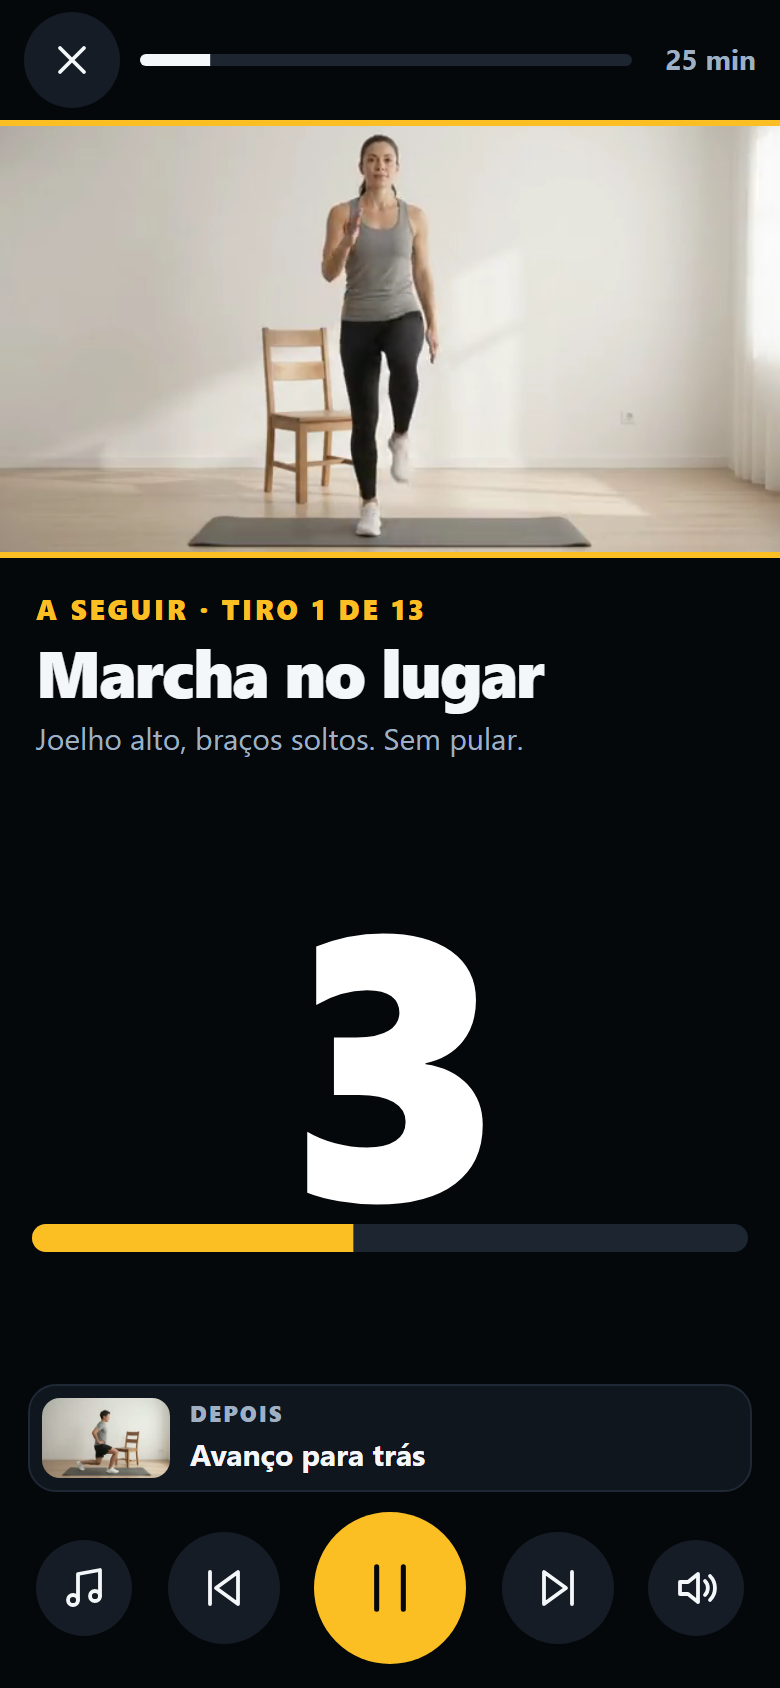 25 min
A SEGUIR · TIRO 1 DE 13
Marcha no lugar
Joelho alto, braços soltos. Sem pular.
3
DEPOIS
Avanço para trás